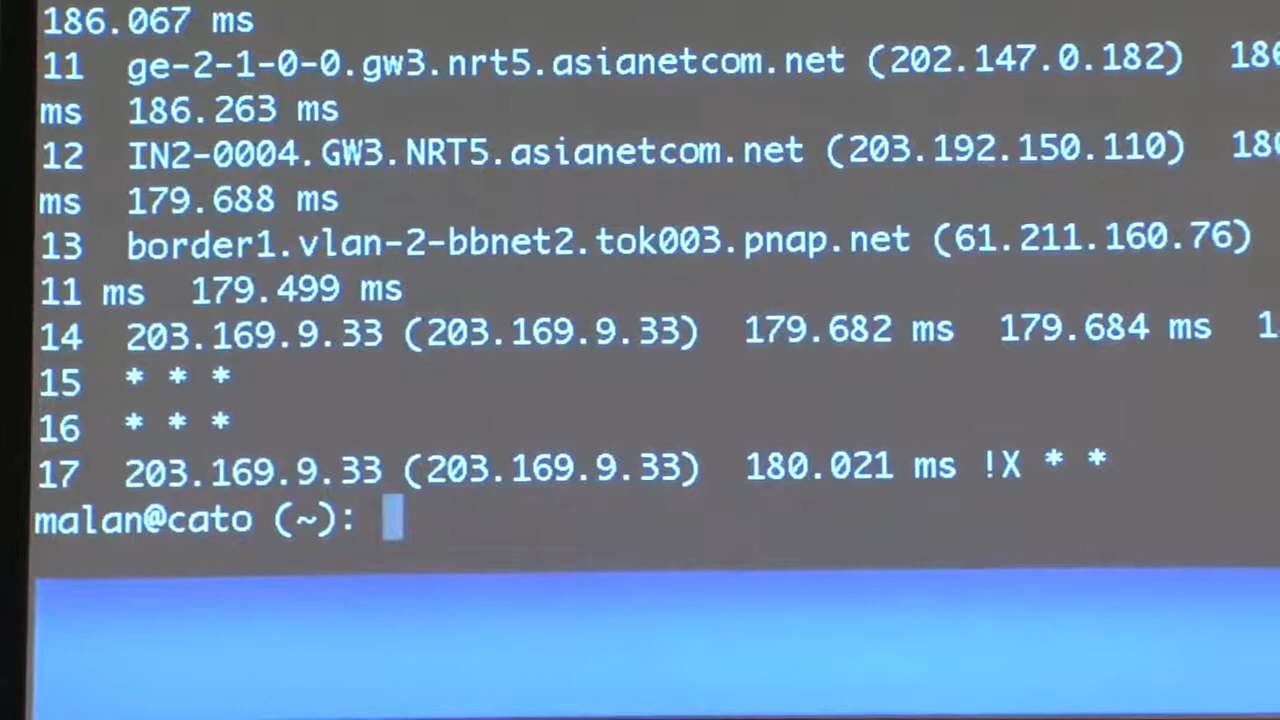 186.067 ms
11 ge-2-1-0-0.gw3.nrt5.asianetcom.net (202.147.0.182)
ms 186.263 ms
12 IN2-0004.GW3.NRT5.asianetcom.net (203.192.150.110)
ms 179.688 ms
13 border1.vlan-2-bbnet2.tok003.pnap.net (61.211.160.76)
11 ms 179.499 ms
14 203.169.9.33 (203.169.9.33) 179.682 ms 179.684 ms
15 * * *
16 * * *
17 203.169.9.33 (203.169.9.33) 180.021 ms !X * *
malan@cato (~):